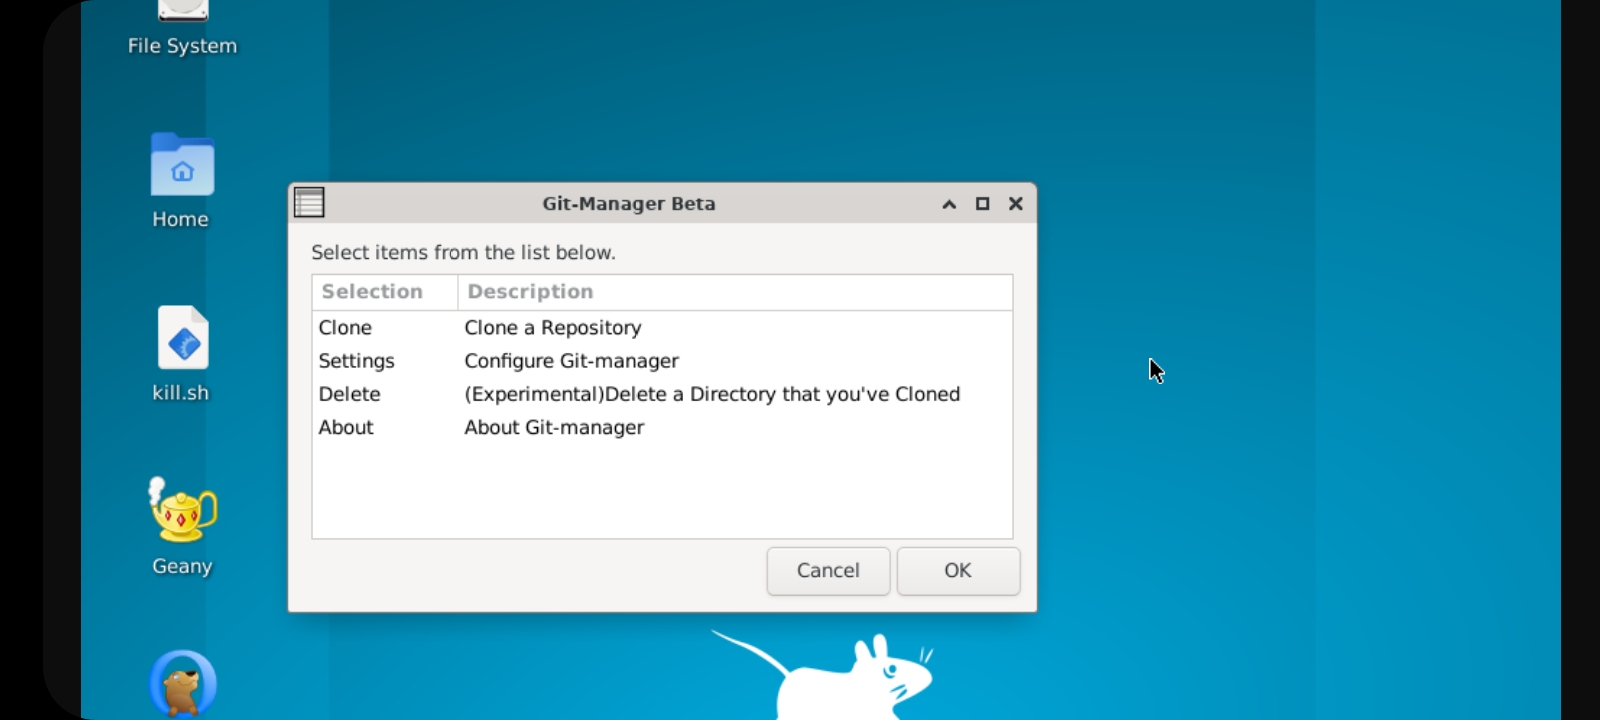 File System
Home
kill.sh
Geany
Git-Manager Beta
Select items from the list below.
Selection Description
Clone Clone a Repository
Settings Configure Git-manager
Delete (Experimental)Delete a Directory that you've Cloned
About About Git-manager
Cancel OK